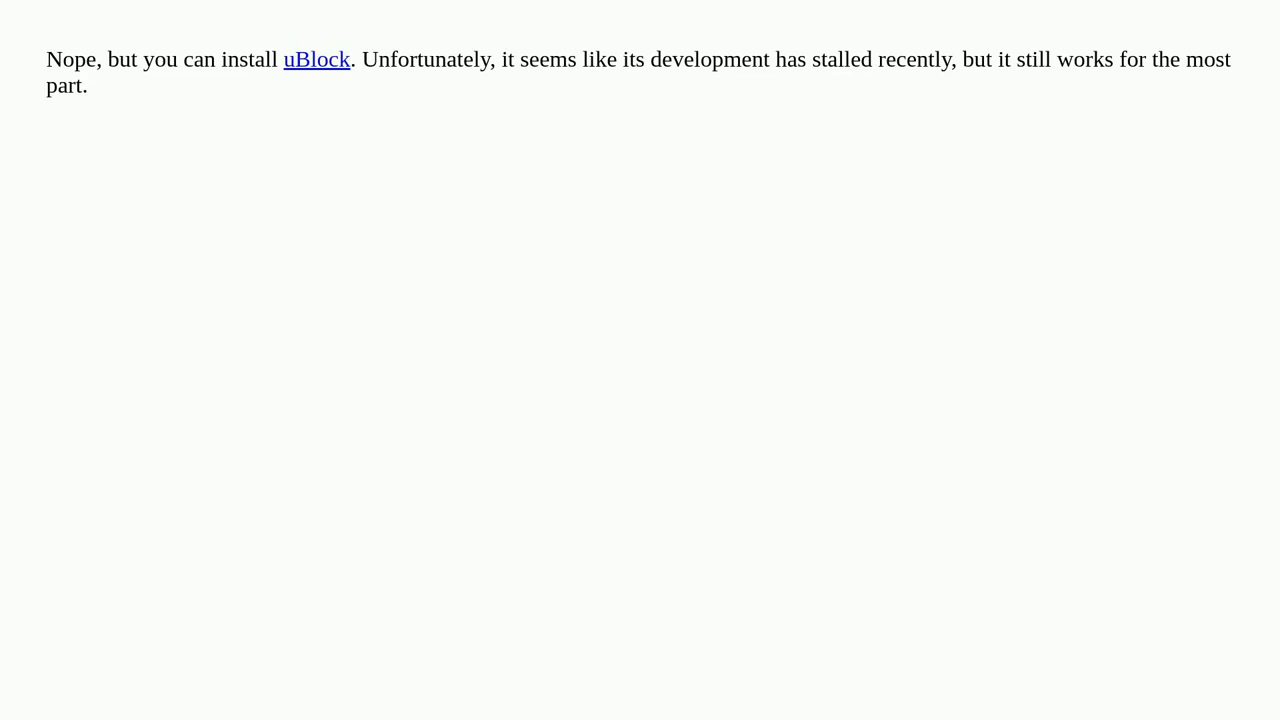 Nope, but you can install uBlock. Unfortunately, it seems like its development has stalled recently, but it still works for the most
part.